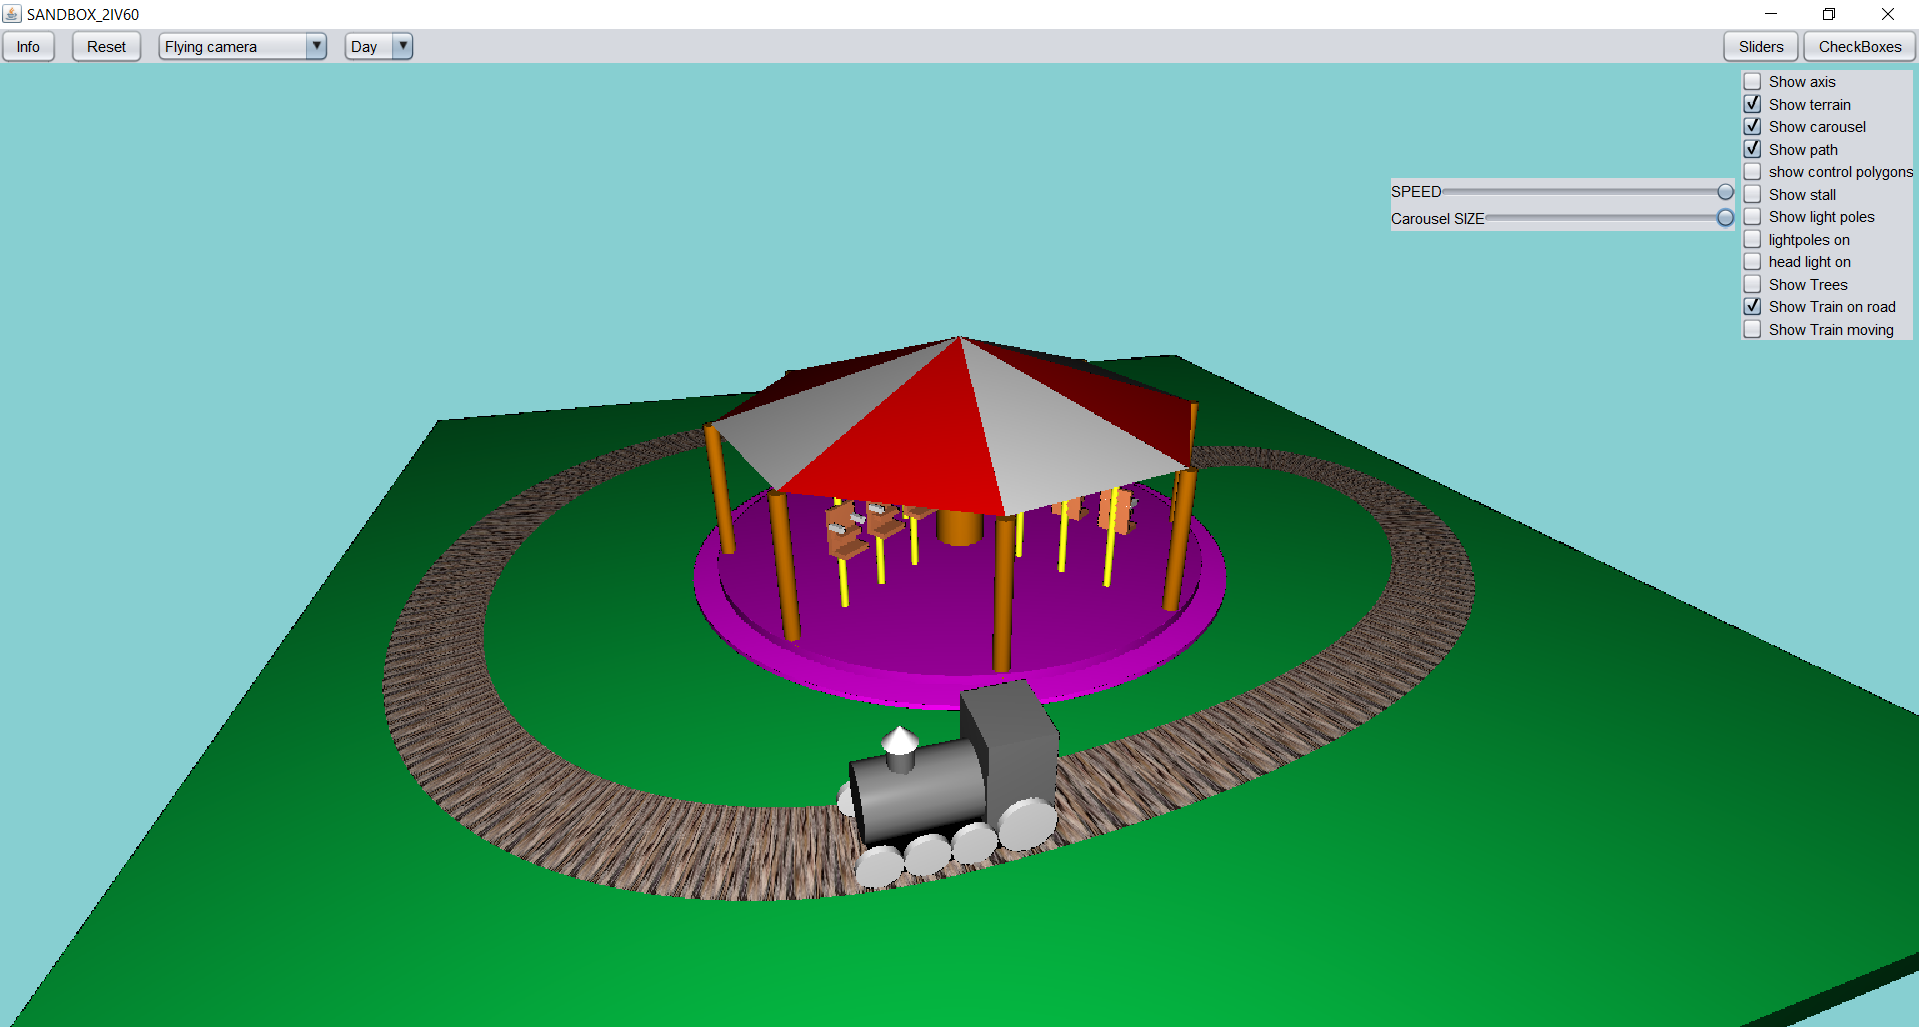 SANDBOX_2IV60
Info Reset Flying camera Day Sliders CheckBoxes
Show axis
Show terrain
Show carousel
Show path
show control polygons
Show stall
Show light poles
lightpoles on
head light on
Show Trees
Show Train on road
Show Train moving
SPEED
Carousel SIZE